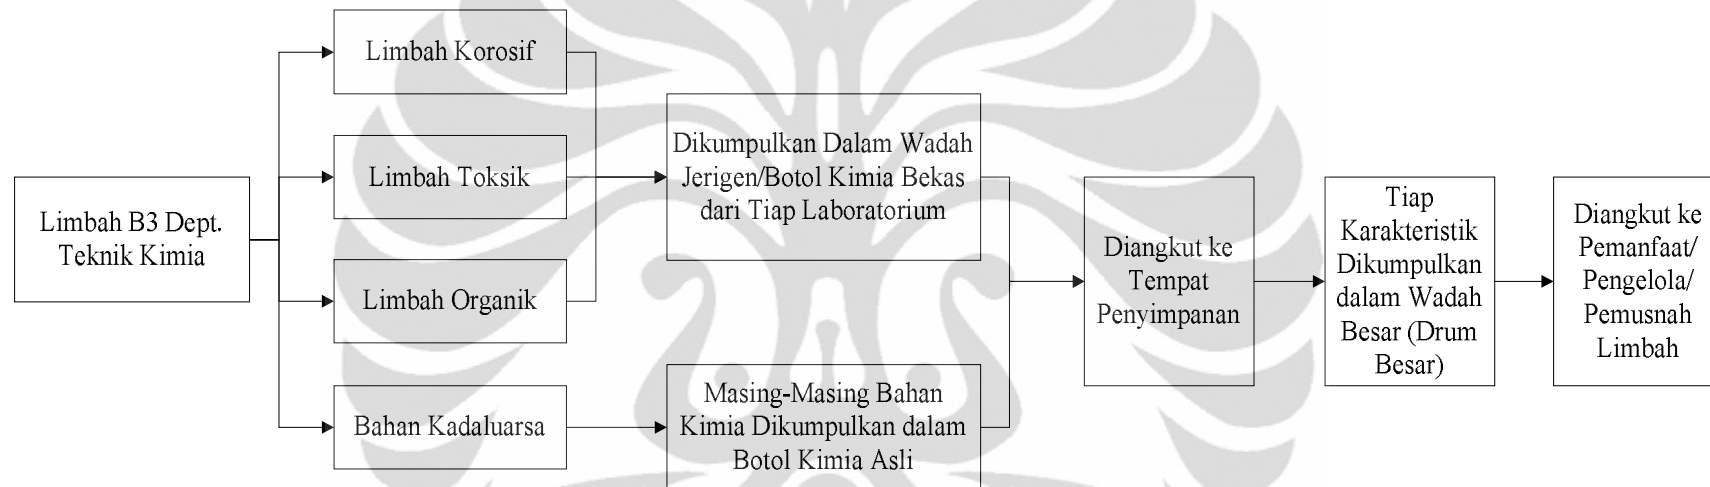 Limbah B3 Dept.
Teknik Kimia
Limbah Korosif
Limbah Toksik
Limbah Organik
Bahan Kadaluarsa
Dikumpulkan Dalam Wadah
Jerigen/Botol Kimia Bekas
dari Tiap Laboratorium
Masing-Masing Bahan
Kimia Dikumpulkan dalam
Botol Kimia Asli
Diangkut ke
Tempat
Penyimpanan
Tiap
Karakteristik
Dikumpulkan
dalam Wadah
Besar (Drum
Besar)
Diangkut ke
Pemanfaat/
Pengelola/
Pemusnah
Limbah